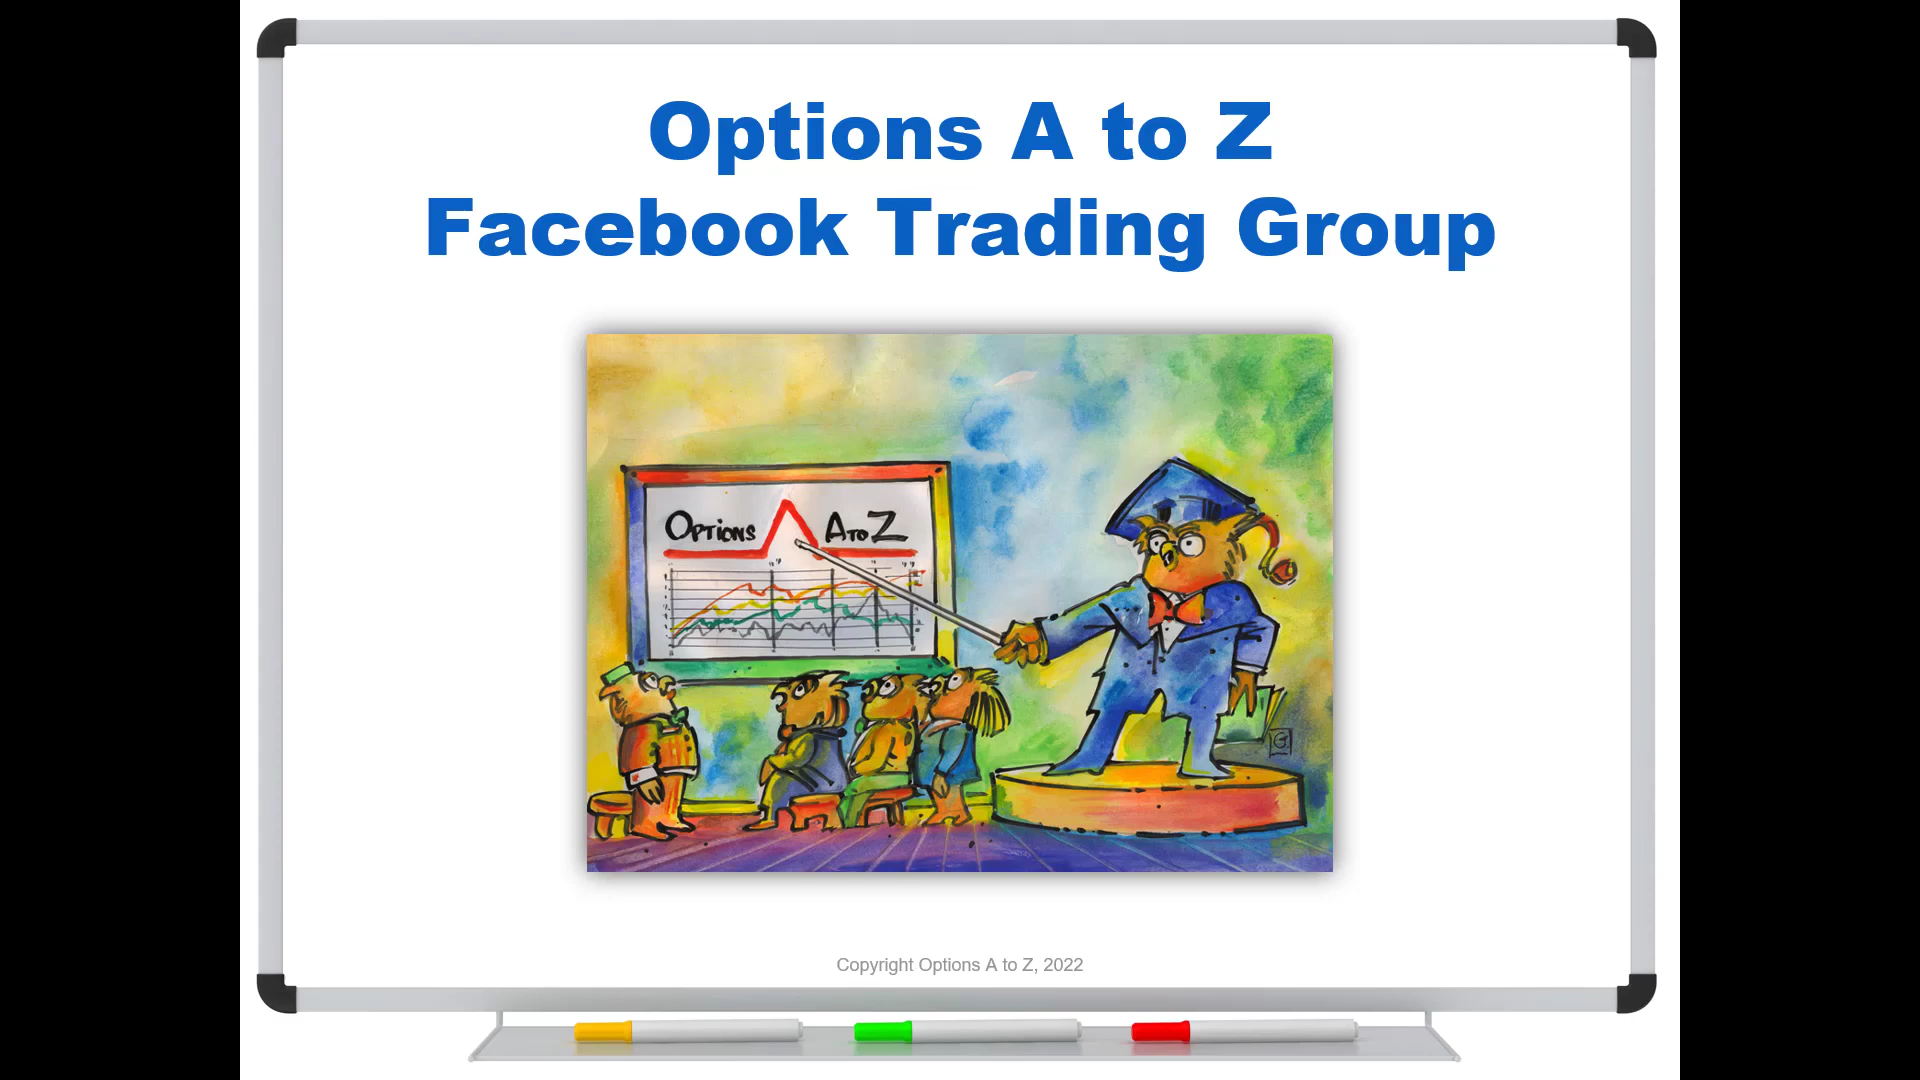 Options A to Z
Facebook Trading Group
OPTIONS A TO Z
G
Copyright Options A to Z, 2022